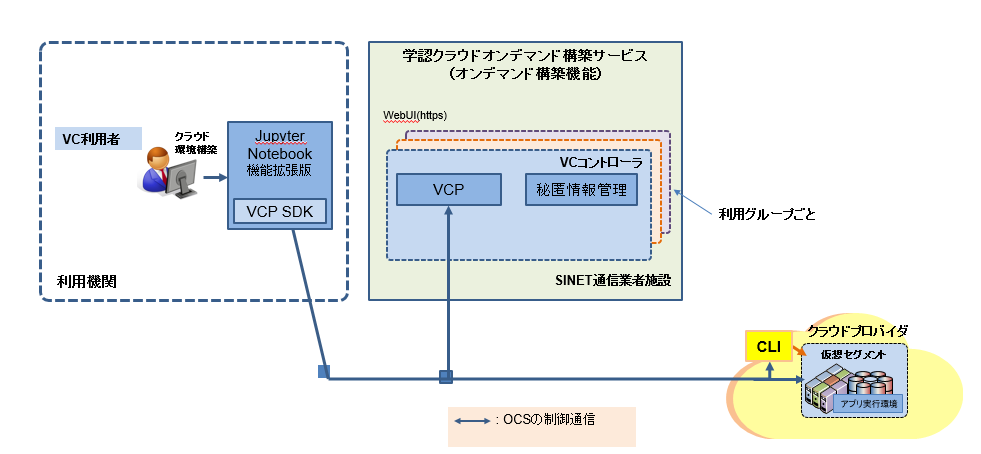 学認クラウドオンデマンド構築サービス
（オンデマンド構築機能）
WebUI(https)
VC利用者
クラウド
環境構築
Jupyter
Notebook
機能拡張版
VCP SDK
利用機関
VCコントローラ
VCP
秘匿情報管理
利用グループごと
SINET通信業者施設
クラウドプロバイダ
CLI
仮想セグメント
アプリ実行環境
: OCSの制御通信